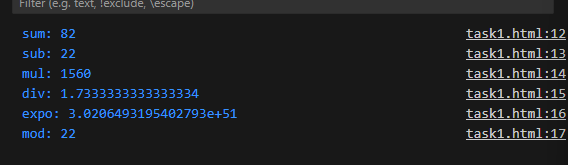 Filter (e.g. text, !exclude, \escape)
sum: 82 task1.html:12
sub: 22 task1.html:13
mul: 1560 task1.html:14
div: 1.7333333333333334 task1.html:15
expo: 3.0206493195402793e+51 task1.html:16
mod: 22 task1.html:17